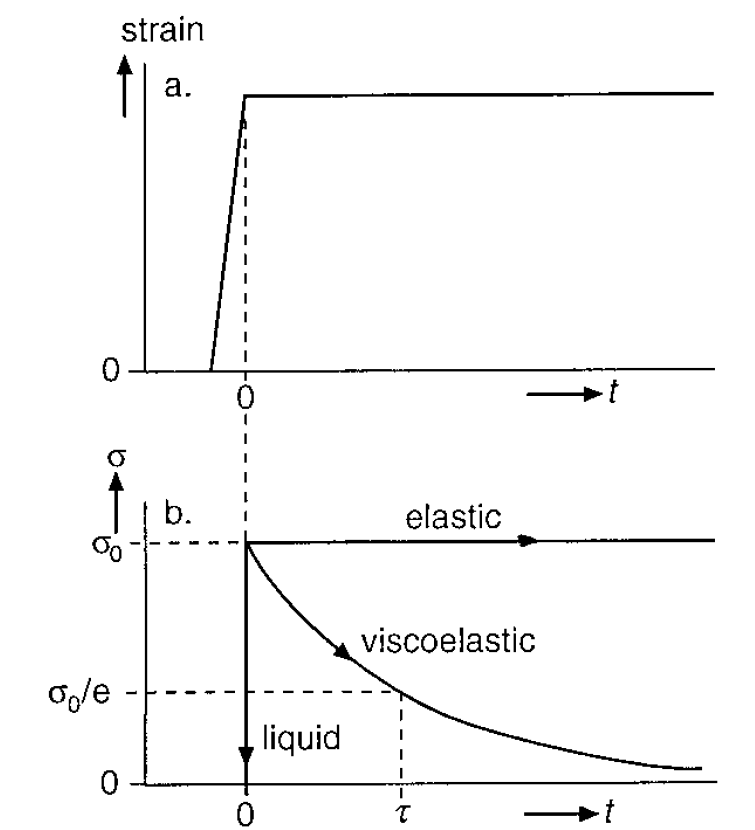 strain
a.
0
0
t
σ
b.
elastic
σ₀
viscoelastic
σ₀/e
liquid
0
0
τ
t